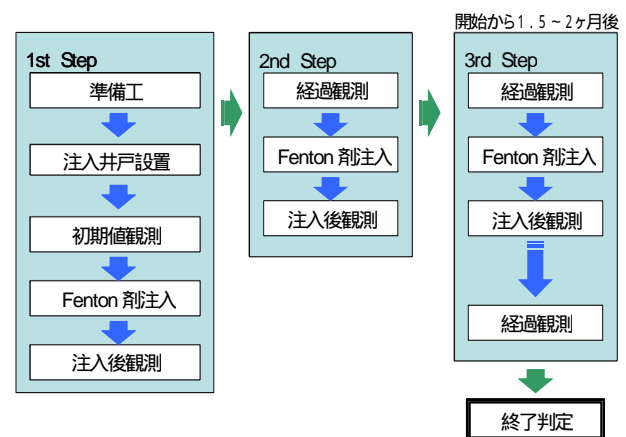 開始から1.5~2ヶ月後
1st Step
準備工
注入井戸設置
初期値観測
Fenton 剤注入
注入後観測
2nd Step
経過観測
Fenton 剤注入
注入後観測
3rd Step
経過観測
Fenton 剤注入
注入後観測
経過観測
終了判定